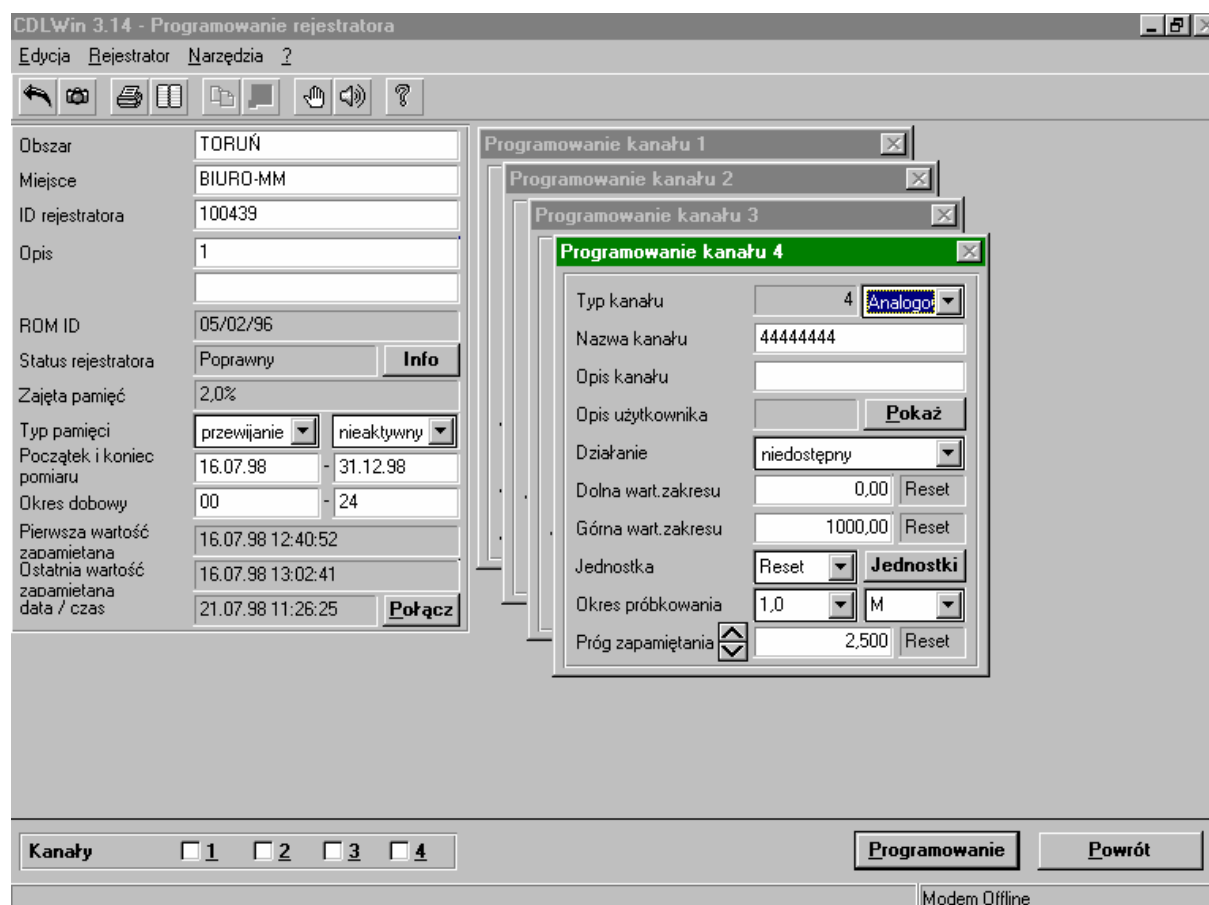 CDLWin 3.14 - Programowanie rejestratora
Edycja Rejestrator Narzędzia ?
Obszar TORUŃ
Miejsce BIURO-MM
ID rejestratora 100439
Opis 1
ROM ID 05/02/96
Status rejestratora Poprawny Info
Zajęta pamięć 2,0%
Typ pamięci przewijanie nieaktywny
Początek i koniec
pomiaru 16.07.98 - 31.12.98
Okres dobowy 00 - 24
Pierwsza wartość
zapamietana 16.07.98 12:40:52
Ostatnia wartość
zapamietana 16.07.98 13:02:41
data / czas 21.07.98 11:26:25 Połącz
Programowanie kanału 1
Programowanie kanału 2
Programowanie kanału 3
Programowanie kanału 4
Typ kanału 4 Analogo
Nazwa kanału 44444444
Opis kanału
Opis użytkownika Pokaż
Działanie niedostępny
Dolna wart.zakresu 0,00 Reset
Górna wart.zakresu 1000,00 Reset
Jednostka Reset Jednostki
Okres próbkowania 1,0 M
Próg zapamiętania 2,500 Reset
Kanały 1 2 3 4
Programowanie Powrót
Modem Offline